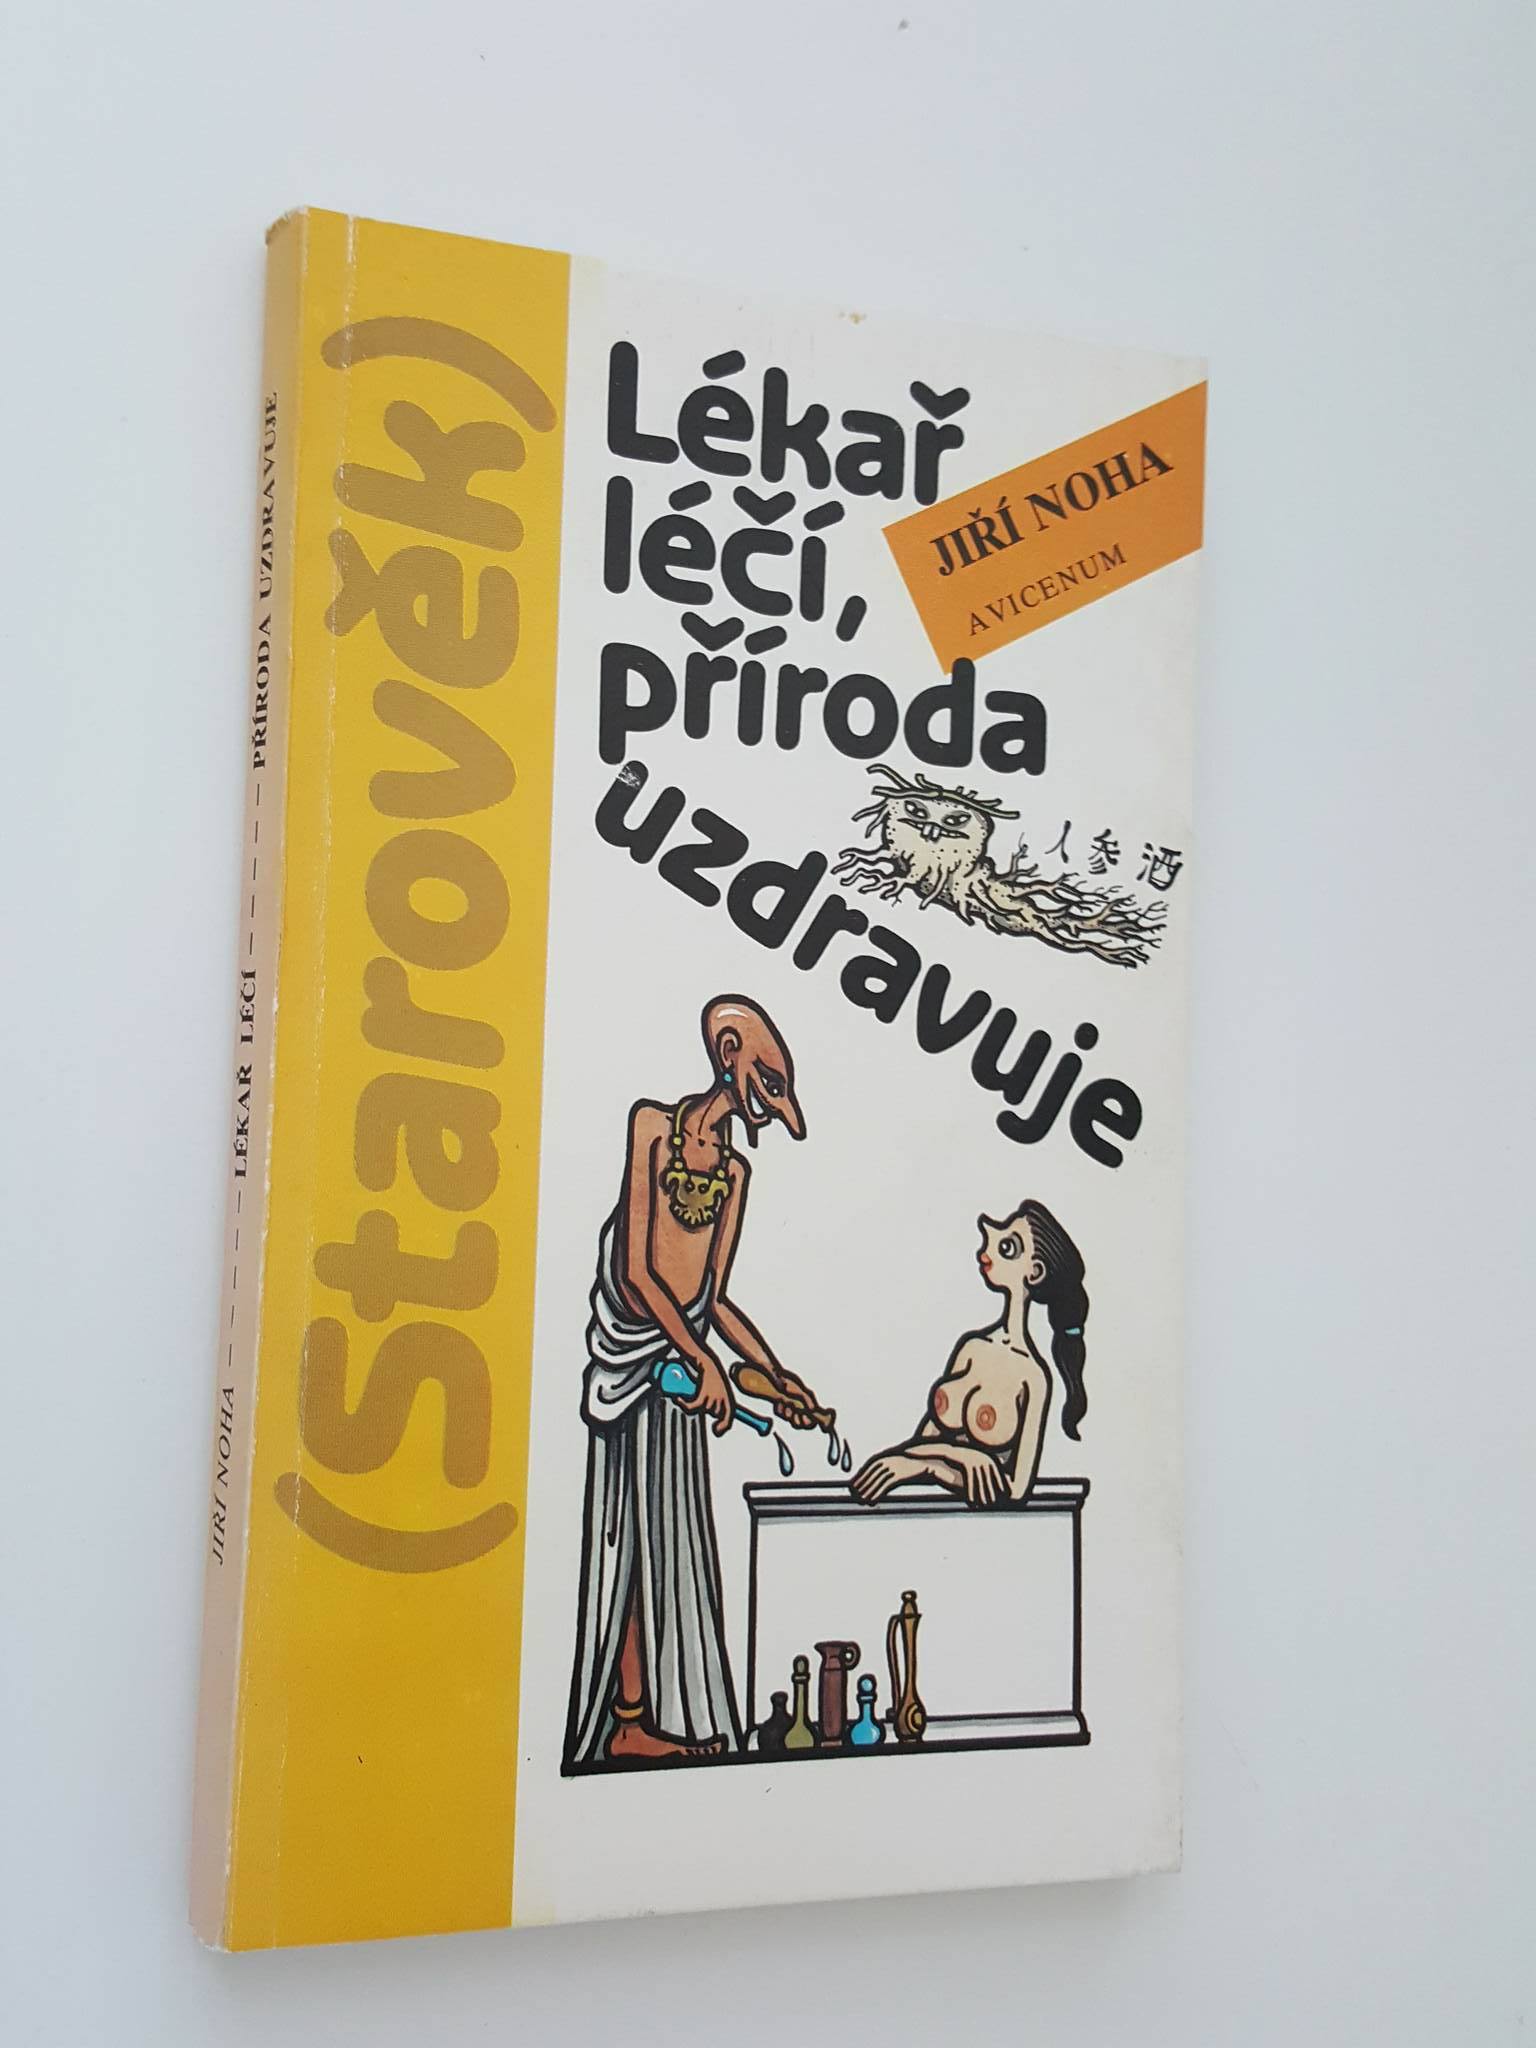 JIŘÍ NOHA – – – – LÉKAŘ LÉČÍ – – – – – PŘÍRODA UZDRAVUJE
(Starověk)
Lékař
léčí,
příroda
uzdravuje
JIŘÍ NOHA
AVICENUM
人参酒